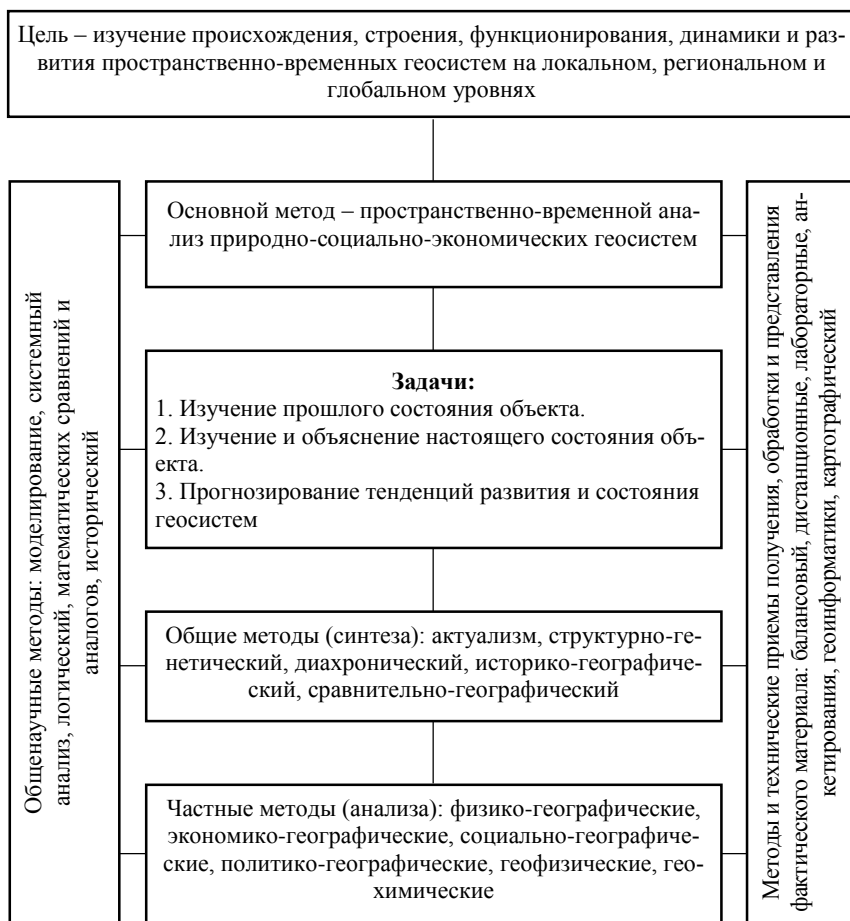 Цель – изучение происхождения, строения, функционирования, динамики и раз-
вития пространственно-временных геосистем на локальном, региональном и
глобальном уровнях
Общенаучные методы: моделирование, системный
анализ, логический, математических сравнений и
аналогов, исторический
Основной метод – пространственно-временной ана-
лиз природно-социально-экономических геосистем
Задачи:
1. Изучение прошлого состояния объекта.
2. Изучение и объяснение настоящего состояния объ-
екта.
3. Прогнозирование тенденций развития и состояния
геосистем
Общие методы (синтеза): актуализм, структурно-ге-
нетический, диахронический, историко-географиче-
ский, сравнительно-географический
Частные методы (анализа): физико-географические,
экономико-географические, социально-географиче-
ские, политико-географические, геофизические, гео-
химические
Методы и технические приемы получения, обработки и представления
фактического материала: балансовый, дистанционные, лабораторные, ан-
кетирования, геоинформатики, картографический